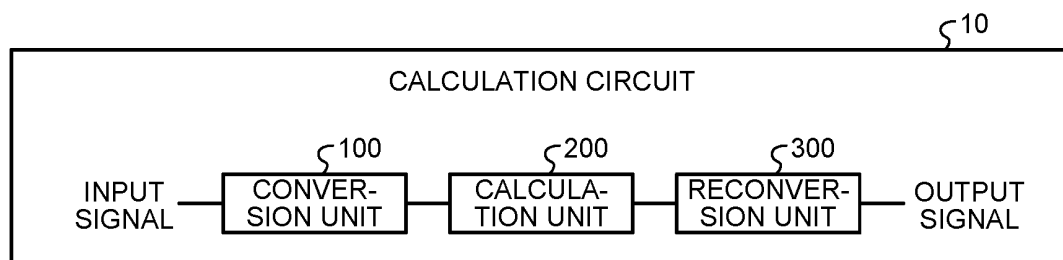 10
CALCULATION CIRCUIT
100
200
300
INPUT
SIGNAL
CONVER-
SION UNIT
CALCULA-
TION UNIT
RECONVER-
SION UNIT
OUTPUT
SIGNAL